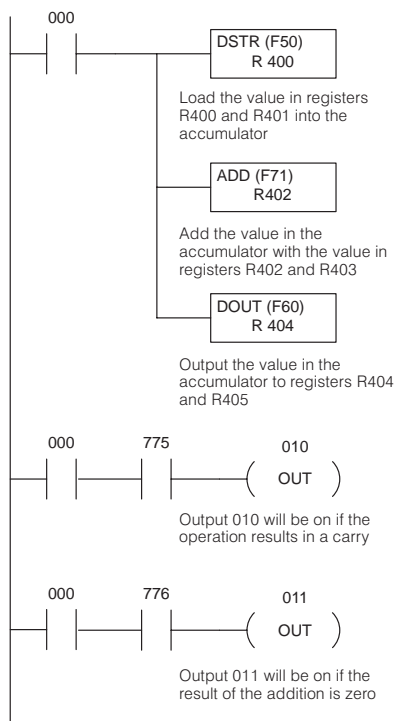 000
DSTR (F50)
R 400
Load the value in registers
R400 and R401 into the
accumulator
ADD (F71)
R402
Add the value in the
accumulator with the value in
registers R402 and R403
DOUT (F60)
R 404
Output the value in the
accumulator to registers R404
and R405
000 775 010
OUT
Output 010 will be on if the
operation results in a carry
000 776 011
OUT
Output 011 will be on if the
result of the addition is zero